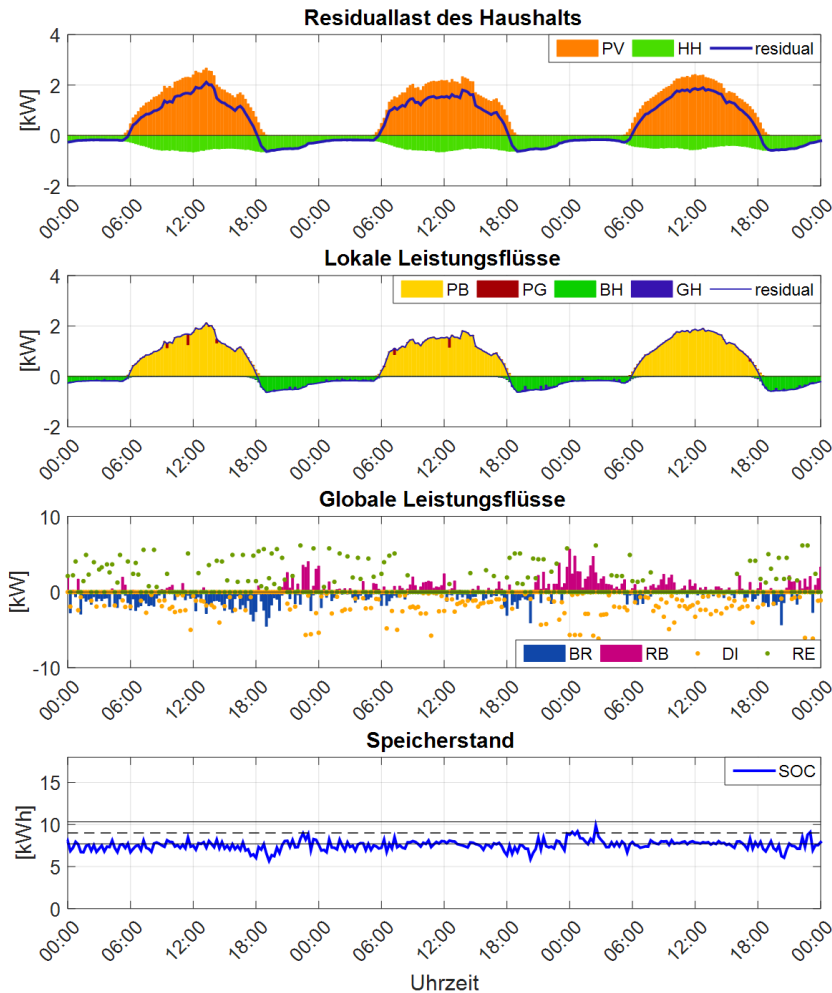 Residuallast des Haushalts
4
2
0
-2
[kW]
PV HH residual
00:00 06:00 12:00 18:00 00:00 06:00 12:00 18:00 00:00 06:00 12:00 18:00 00:00
Lokale Leistungsflüsse
4
2
0
-2
[kW]
PB PG BH GH residual
00:00 06:00 12:00 18:00 00:00 06:00 12:00 18:00 00:00 06:00 12:00 18:00 00:00
Globale Leistungsflüsse
10
0
-10
[kW]
BR RB DI RE
00:00 06:00 12:00 18:00 00:00 06:00 12:00 18:00 00:00 06:00 12:00 18:00 00:00
Speicherstand
15
10
5
0
[kWh]
SOC
00:00 06:00 12:00 18:00 00:00 06:00 12:00 18:00 00:00 06:00 12:00 18:00 00:00
Uhrzeit